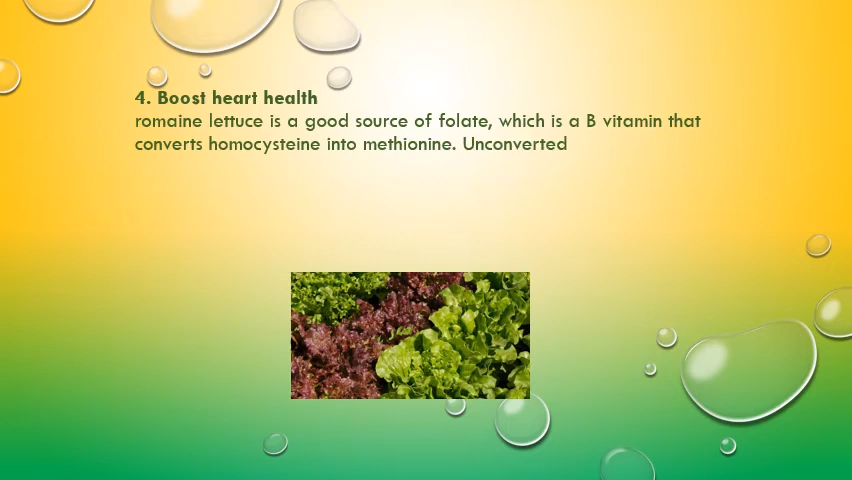 4. Boost heart health
romaine lettuce is a good source of folate, which is a B vitamin that
converts homocysteine into methionine. Unconverted